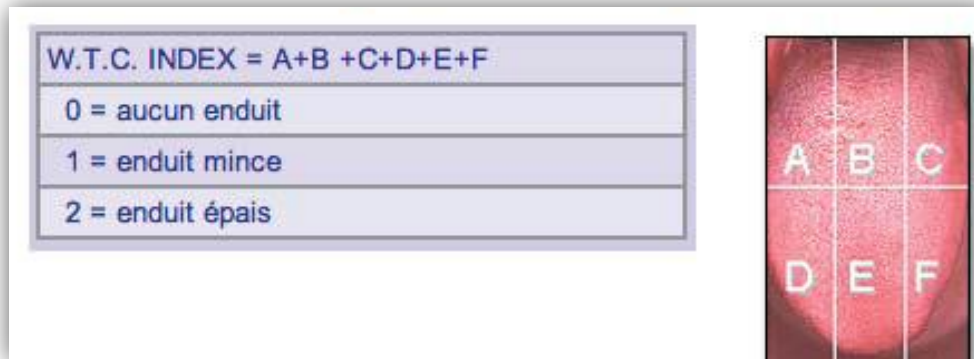 W.T.C. INDEX = A+B +C+D+E+F
0 = aucun enduit
1 = enduit mince
2 = enduit épais
A B C
D E F